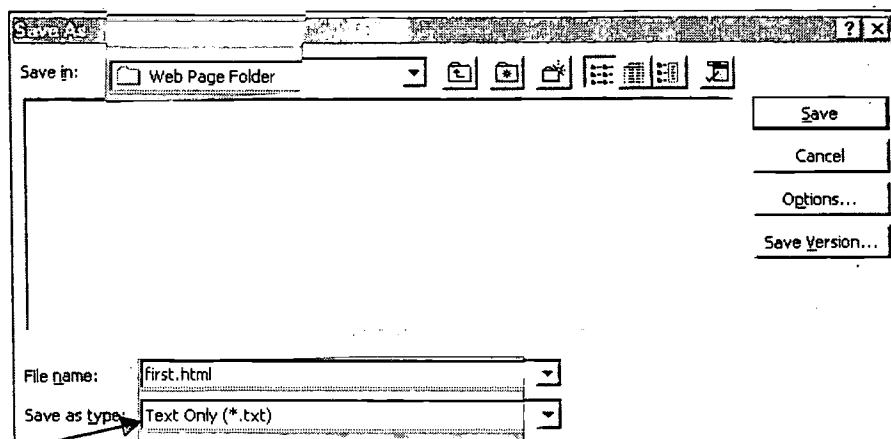 Save As ? ×
Save in: Web Page Folder
Save
Cancel
Options...
Save Version...
File name: first.html
Save as type: Text Only (*.txt)